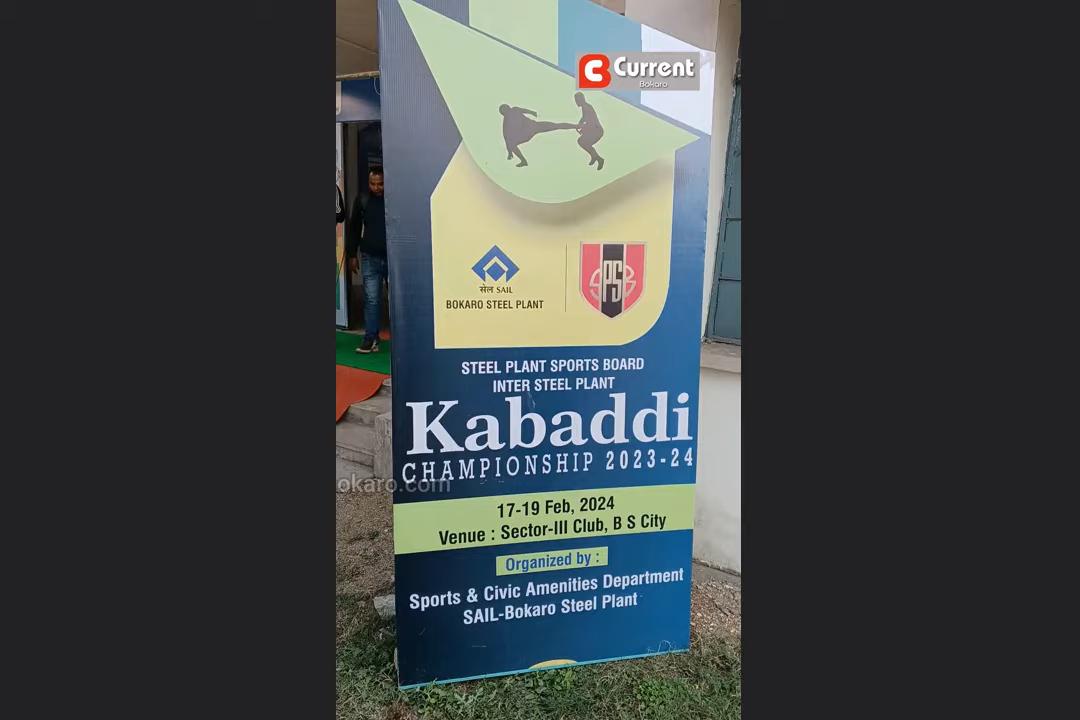 Current
Bokaro
सेल SAIL
BOKARO STEEL PLANT
SPSB
STEEL PLANT SPORTS BOARD
INTER STEEL PLANT
Kabaddi
CHAMPIONSHIP 2023-24
okaro.com
17-19 Feb, 2024
Venue : Sector-III Club, B S City
Organized by :
Sports & Civic Amenities Department
SAIL-Bokaro Steel Plant